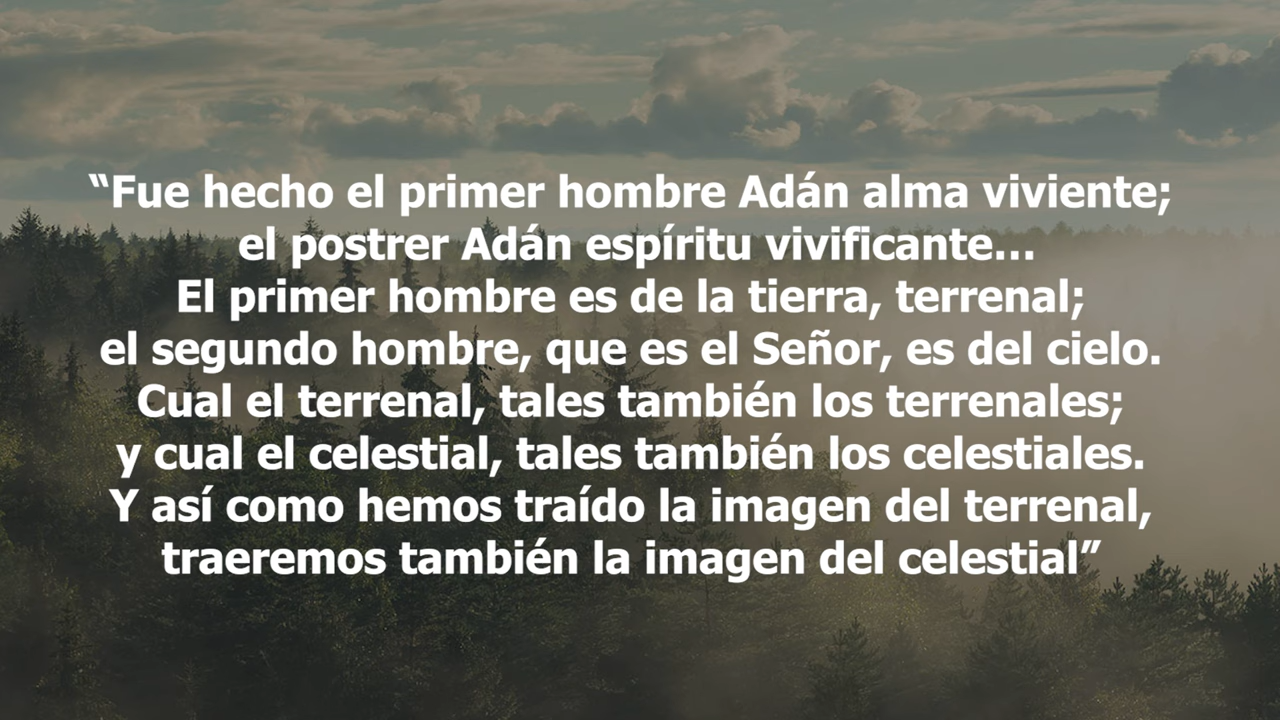 “Fue hecho el primer hombre Adán alma viviente;
el postrer Adán espíritu vivificante...
El primer hombre es de la tierra, terrenal;
el segundo hombre, que es el Señor, es del cielo.
Cual el terrenal, tales también los terrenales;
y cual el celestial, tales también los celestiales.
Y así como hemos traído la imagen del terrenal,
traeremos también la imagen del celestial”